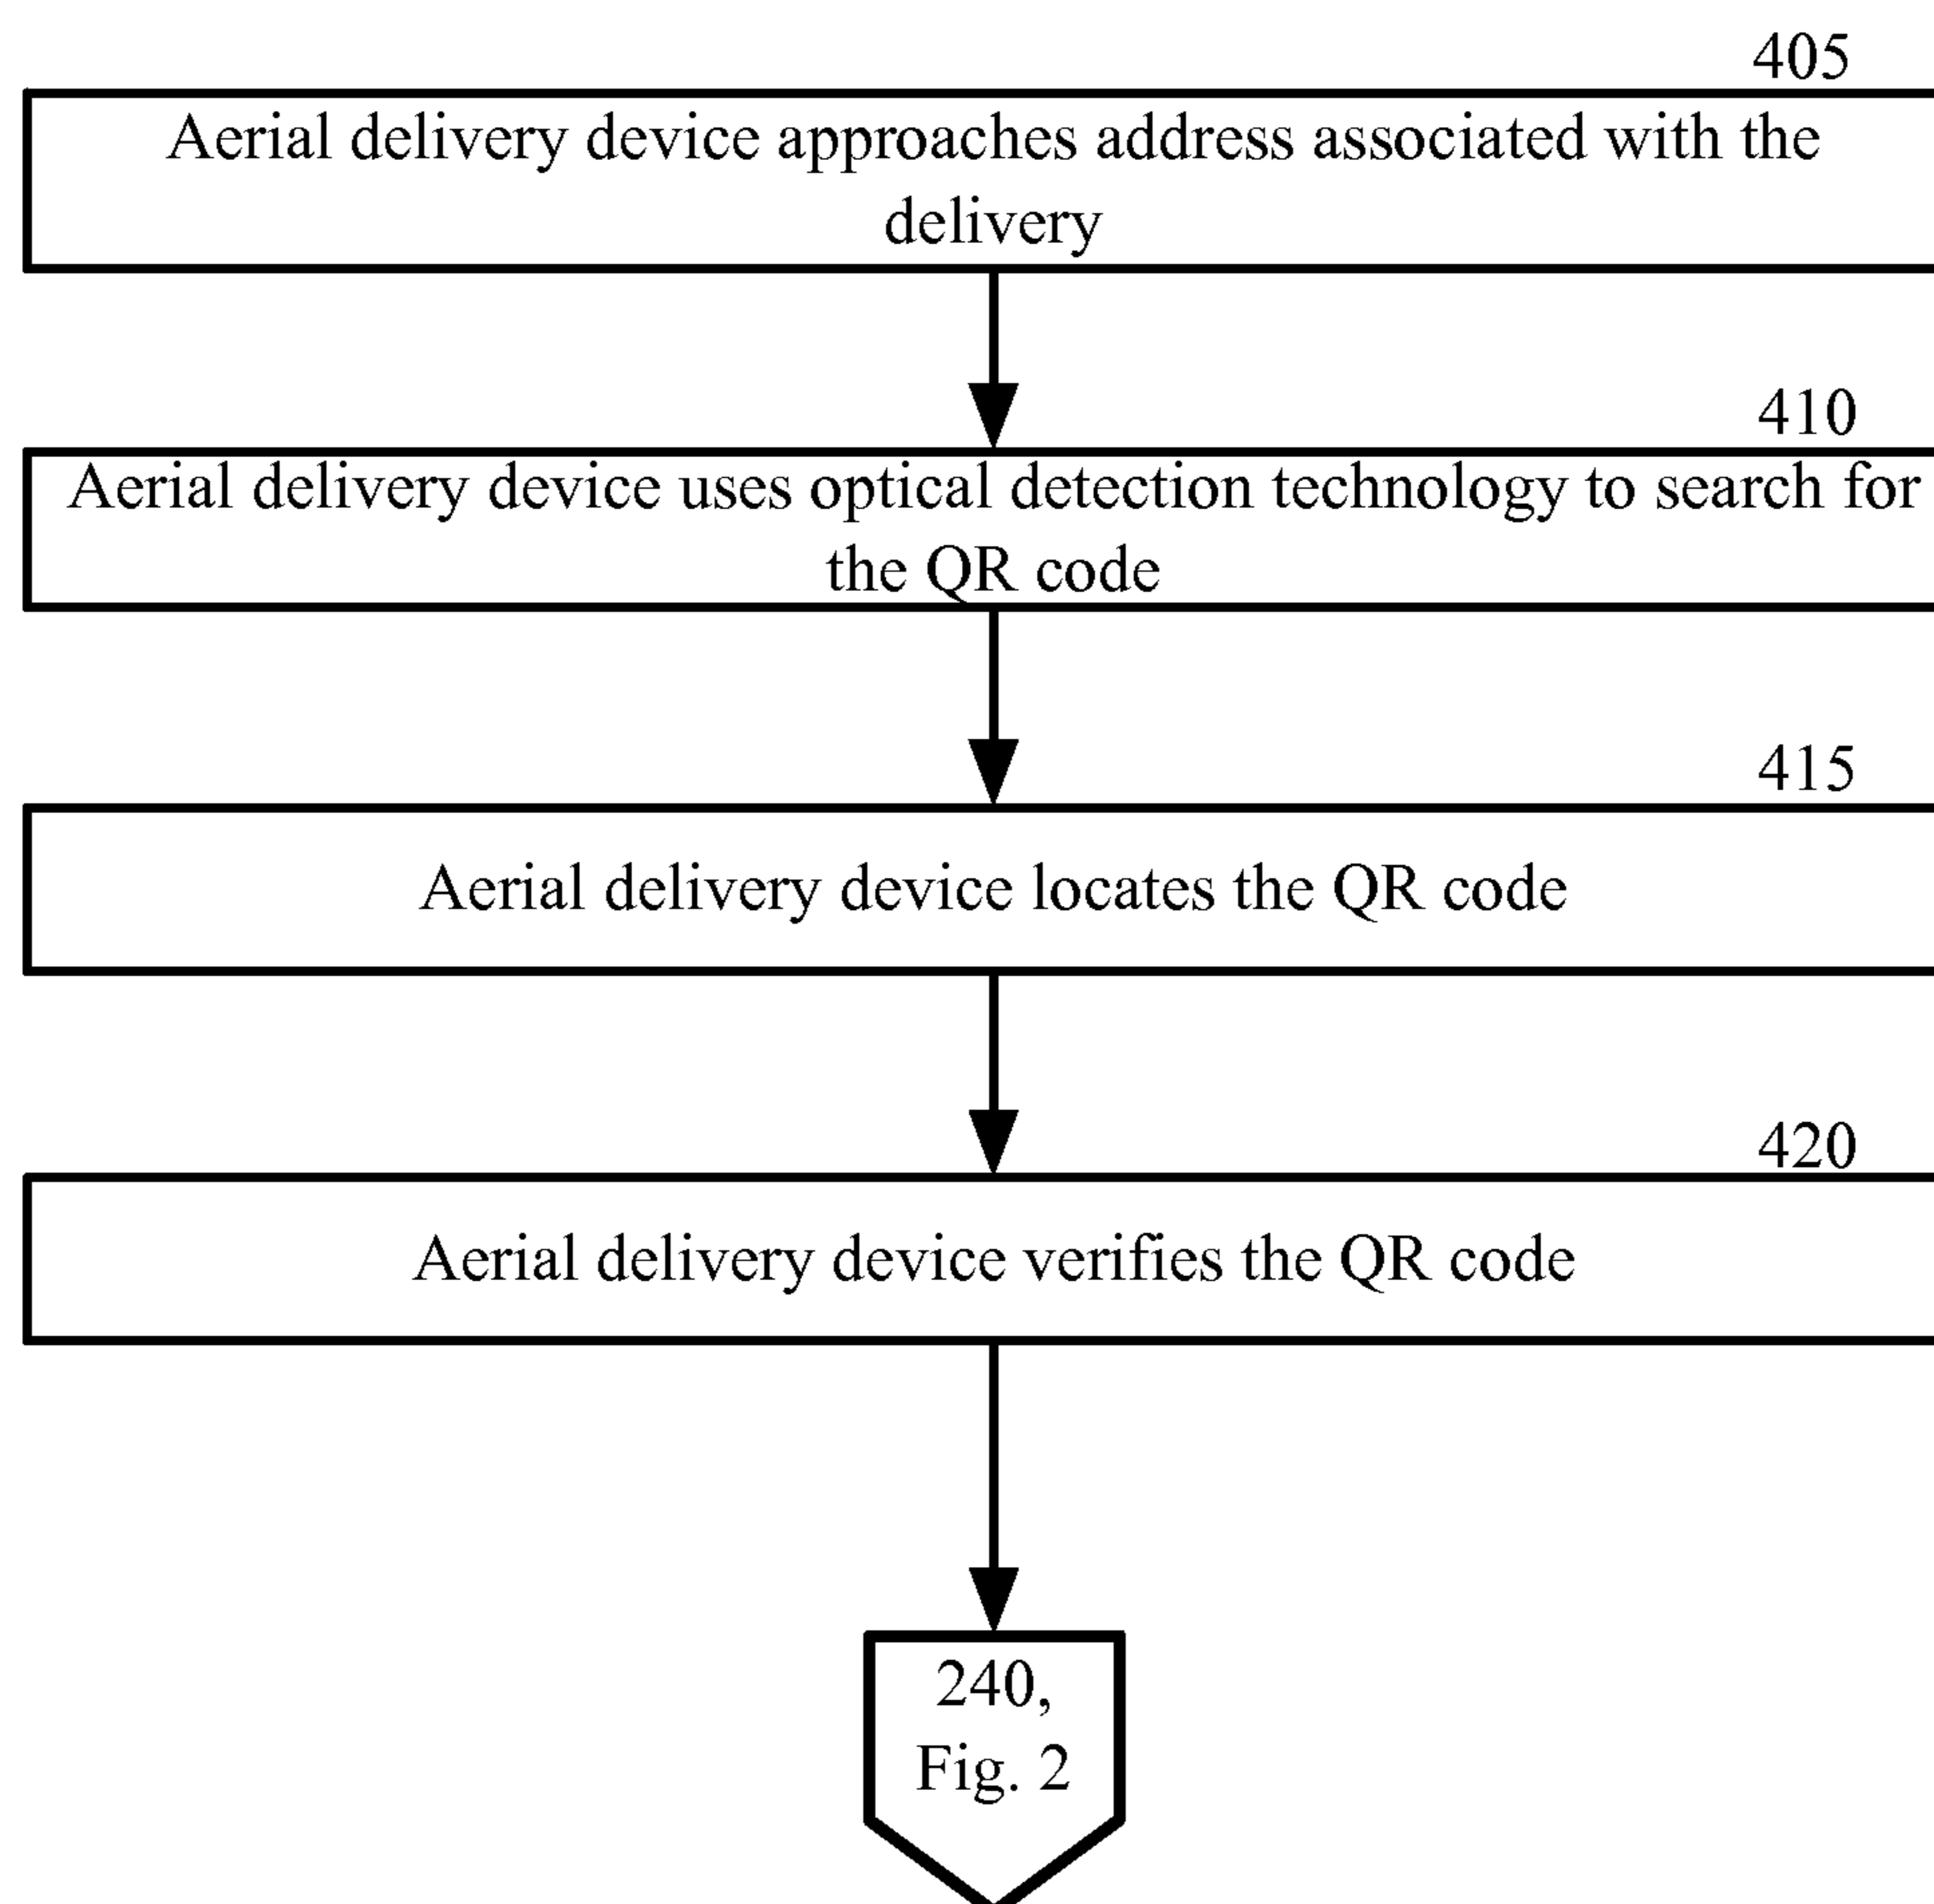 405
Aerial delivery device approaches address associated with the
delivery
410
Aerial delivery device uses optical detection technology to search for
the QR code
415
Aerial delivery device locates the QR code
420
Aerial delivery device verifies the QR code
240,
Fig. 2